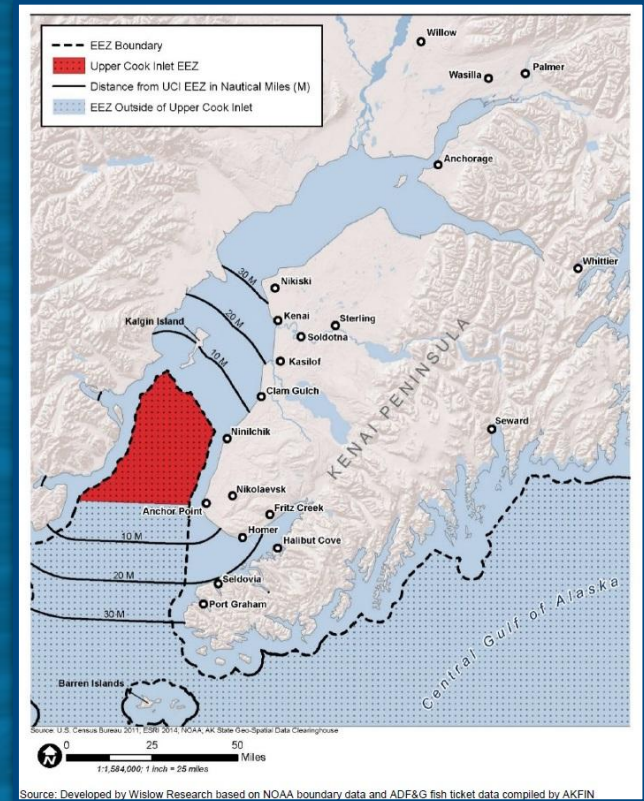 EEZ Boundary
Upper Cook Inlet EEZ
Distance from UCI EEZ in Nautical Miles (M)
EEZ Outside of Upper Cook Inlet
Willow
Wasilla
Palmer
Anchorage
Whittier
30 M
Nikiski
20 M
Kenai
Sterling
Kalgin Island
Soldotna
10 M
Kasilof
KENAI PENINSULA
Clam Gulch
Seward
Ninilchik
Nikolaevsk
Anchor Point
Fritz Creek
Homer
10 M
Halibut Cove
20 M
Seldovia
Port Graham
30 M
Central Gulf of Alaska
Barren Islands
Source: U.S. Census Bureau 2011; ESRI 2014; NOAA; AK State Geo-Spatial Data Clearinghouse
N
0 25 50
Miles
1:1,584,000; 1 inch = 25 miles
Source: Developed by Wislow Research based on NOAA boundary data and ADF&G fish ticket data compiled by AKFIN